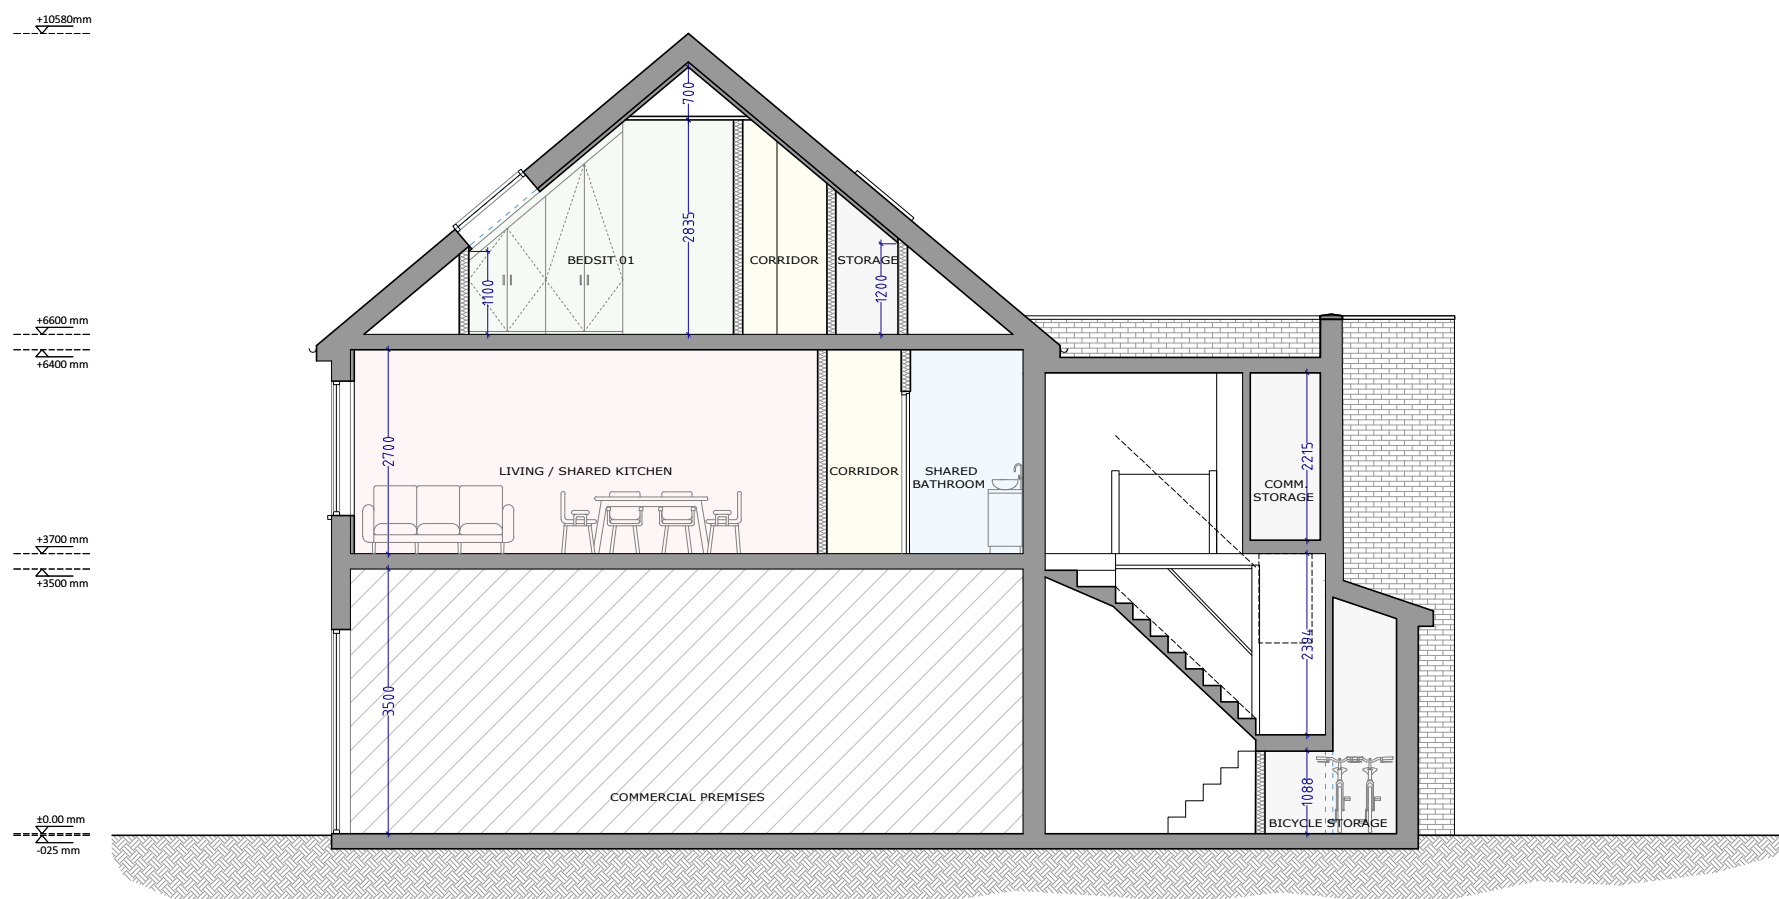 +10580mm
700
2835
BEDSIT 01
CORRIDOR
STORAGE
1100
1200
+6600 mm
+6400 mm
2700
LIVING / SHARED KITCHEN
CORRIDOR
SHARED
BATHROOM
2215
COMM.
STORAGE
+3700 mm
+3500 mm
2394
3500
COMMERCIAL PREMISES
1088
BICYCLE STORAGE
±0.00 mm
-025 mm